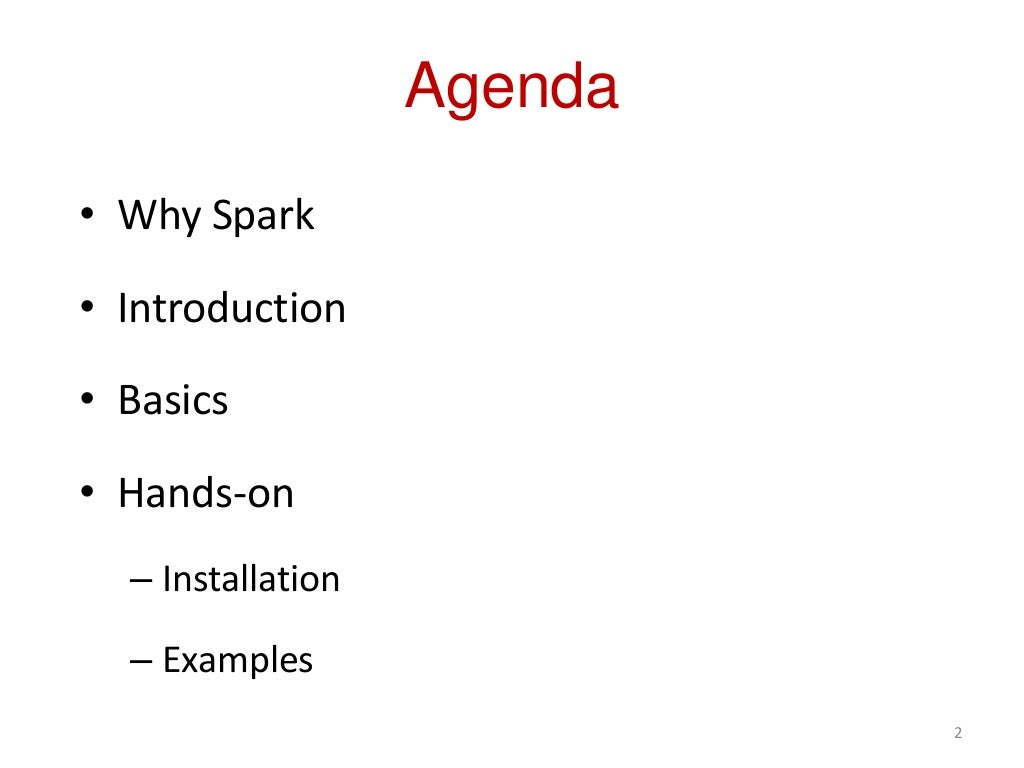 Agenda
• Why Spark
• Introduction
• Basics
• Hands-on
– Installation
– Examples
2